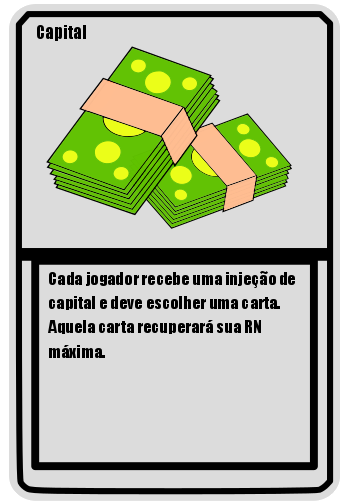 Capital
Cada jogador recebe uma injeção de
capital e deve escolher uma carta.
Aquela carta recuperará sua RN
máxima.